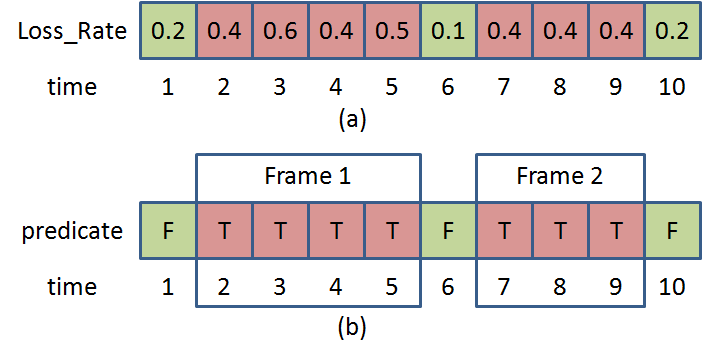 Loss_Rate 0.2 0.4 0.6 0.4 0.5 0.1 0.4 0.4 0.4 0.2
time 1 2 3 4 5 6 7 8 9 10
(a)
Frame 1 Frame 2
predicate F T T T T F T T T F
time 1 2 3 4 5 6 7 8 9 10
(b)